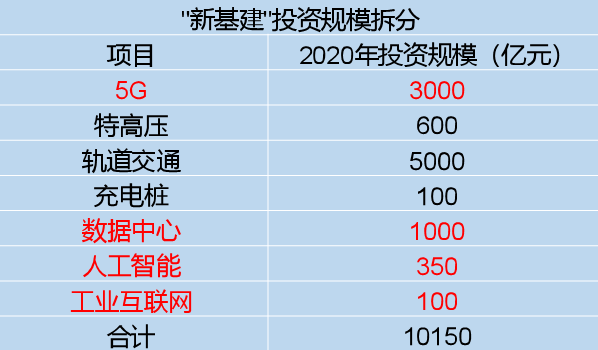 "新基建"投资规模拆分
项目 2020年投资规模（亿元）
5G 3000
特高压 600
轨道交通 5000
充电桩 100
数据中心 1000
人工智能 350
工业互联网 100
合计 10150